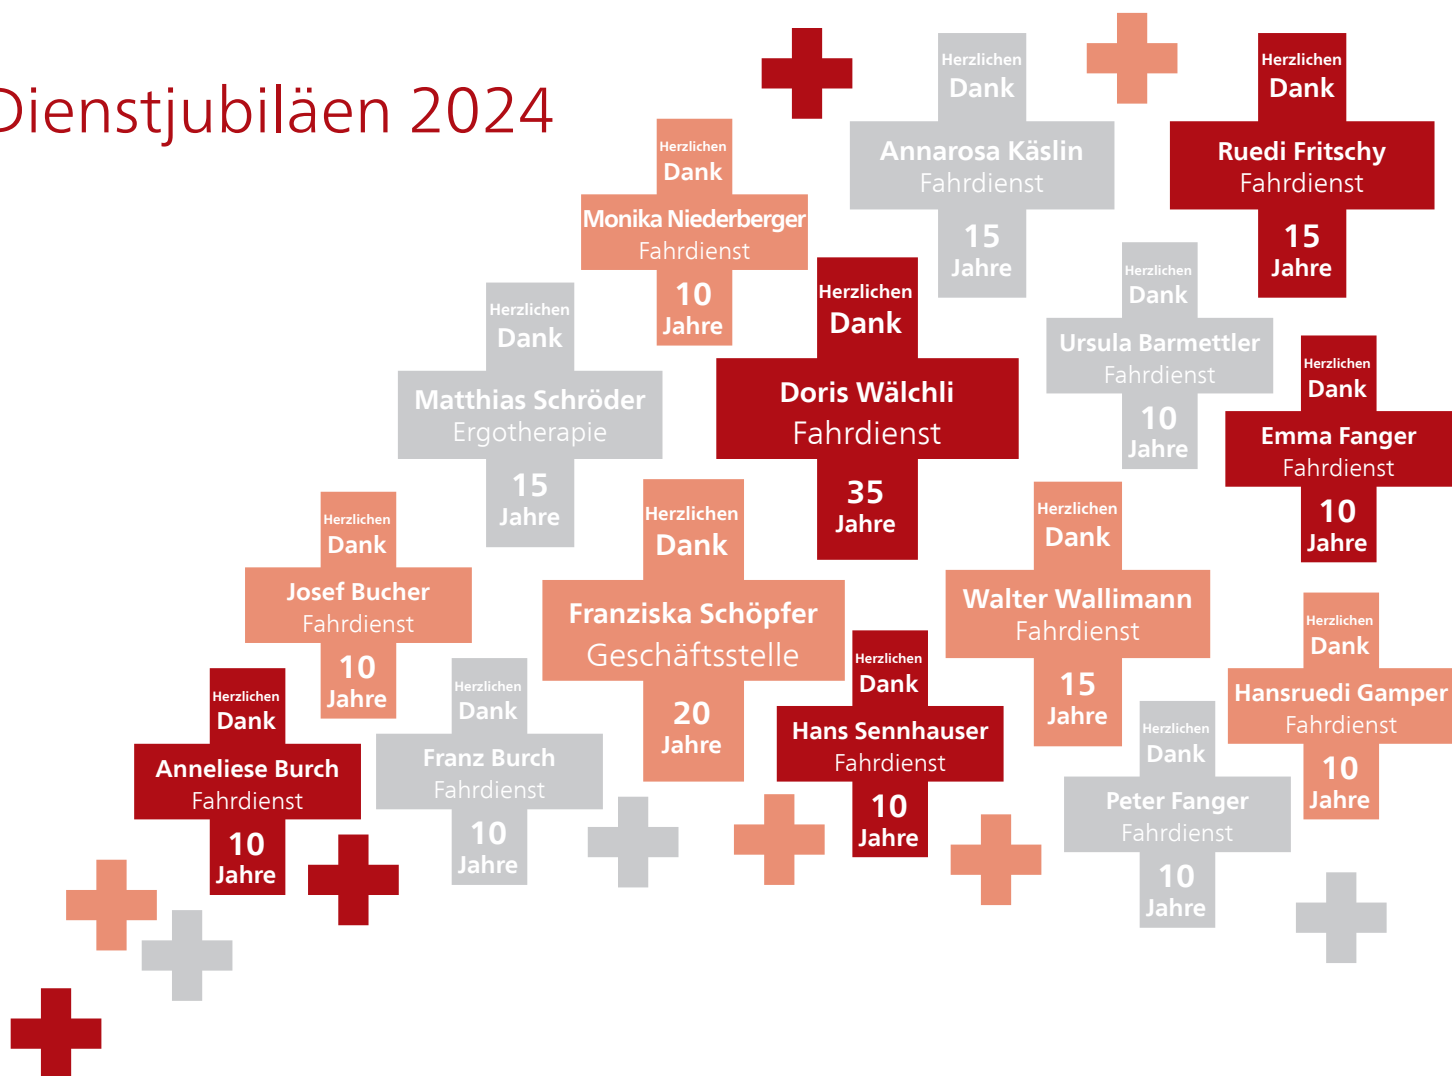 Dienstjubiläen 2024
Herzlichen
Dank
Annarosa Käslin
Fahrdienst
15
Jahre
Herzlichen
Dank
Ruedi Fritschy
Fahrdienst
15
Jahre
Herzlichen
Dank
Monika Niederberger
Fahrdienst
10
Jahre
Herzlichen
Dank
Doris Wälchli
Fahrdienst
35
Jahre
Herzlichen
Dank
Ursula Barmettler
Fahrdienst
10
Jahre
Herzlichen
Dank
Matthias Schröder
Ergotherapie
15
Jahre
Herzlichen
Dank
Emma Fanger
Fahrdienst
10
Jahre
Herzlichen
Dank
Josef Bucher
Fahrdienst
10
Jahre
Herzlichen
Dank
Franziska Schöpfer
Geschäftsstelle
20
Jahre
Herzlichen
Dank
Walter Wallimann
Fahrdienst
15
Jahre
Herzlichen
Dank
Hansruedi Gamper
Fahrdienst
10
Jahre
Herzlichen
Dank
Anneliese Burch
Fahrdienst
10
Jahre
Herzlichen
Dank
Franz Burch
Fahrdienst
10
Jahre
Herzlichen
Dank
Hans Sennhauser
Fahrdienst
10
Jahre
Herzlichen
Dank
Peter Fanger
Fahrdienst
10
Jahre